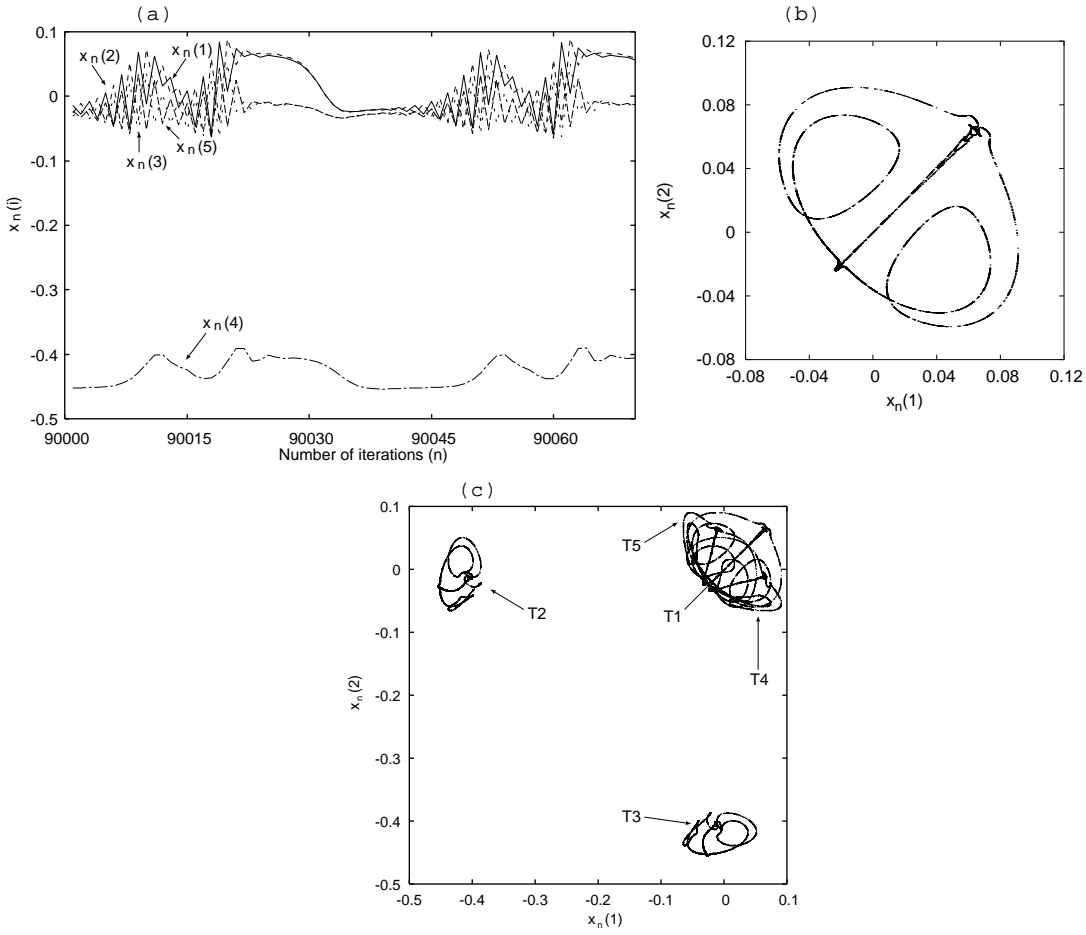 (a)
0.1
0
-0.1
-0.2
-0.3
-0.4
-0.5
x_n(i)
x_n(2)
x_n(1)
x_n(3)
x_n(5)
x_n(4)
90000 90015 90030 90045 90060
Number of iterations (n)
(b)
0.12
0.08
0.04
0
-0.04
-0.08
x_n(2)
-0.08 -0.04 0 0.04 0.08 0.12
x_n(1)
(c)
0.1
0
-0.1
-0.2
-0.3
-0.4
-0.5
x_n(2)
T5
T2
T1
T4
T3
-0.5 -0.4 -0.3 -0.2 -0.1 0 0.1
x_n(1)